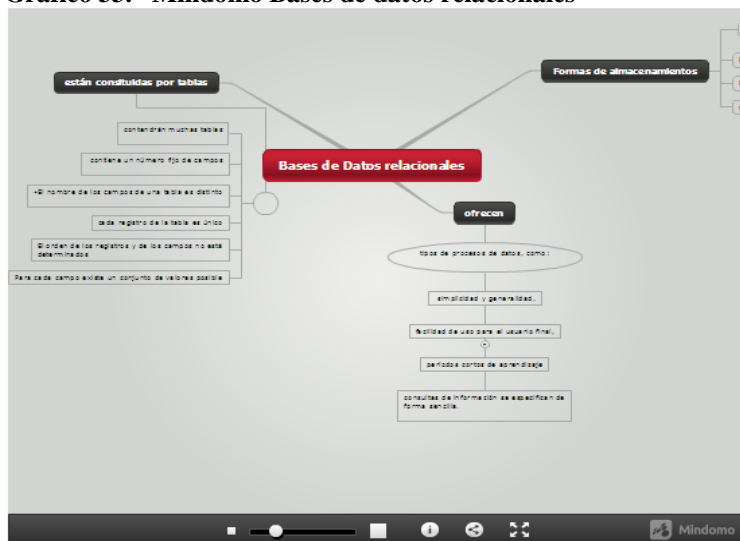 Gráfico 33. Mindomo Bases de datos relacionales
están consituidas por tablas
Formas de almacenamientos
contendrán muchas tablas
contiene un número fijo de campos
Bases de Datos relacionales
+El nombre de los campos de una tabla es distinto
cada registro de la tabla es único
El orden de los registros y de los campos no está
determinados
Para cada campo existe un conjunto de valores posible
ofrecen
tipos de procesos de datos, como:
simplicidad y generalidad,
facilidad de uso para el usuario final,
períodos cortos de aprendizaje
consultas de información se especifican de
forma sencilla.
Mindomo